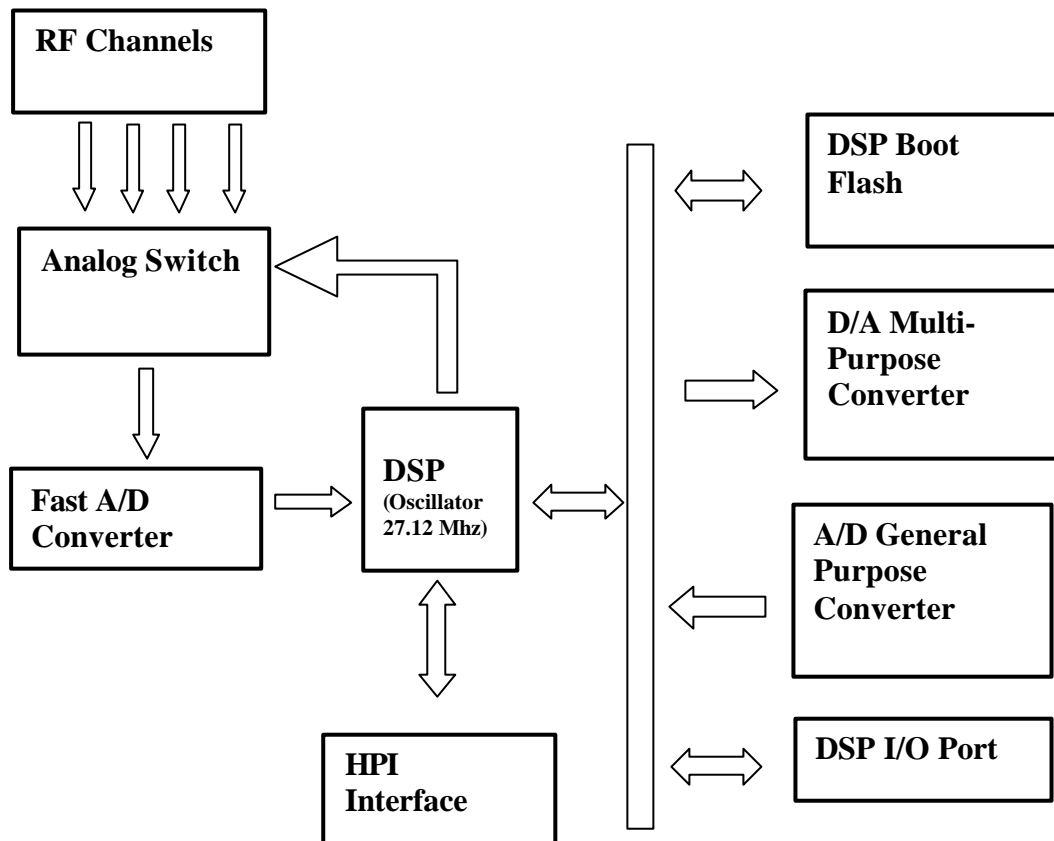 RF Channels
Analog Switch
Fast A/D
Converter
DSP
(Oscillator
27.12 Mhz)
HPI
Interface
DSP Boot
Flash
D/A Multi-
Purpose
Converter
A/D General
Purpose
Converter
DSP I/O Port